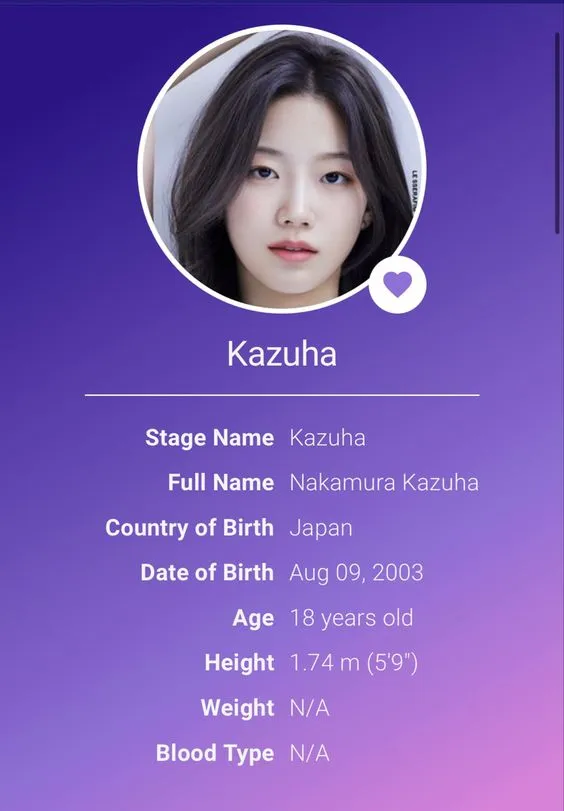 LE SSERAFIM
Kazuha
Stage Name Kazuha
Full Name Nakamura Kazuha
Country of Birth Japan
Date of Birth Aug 09, 2003
Age 18 years old
Height 1.74 m (5'9")
Weight N/A
Blood Type N/A